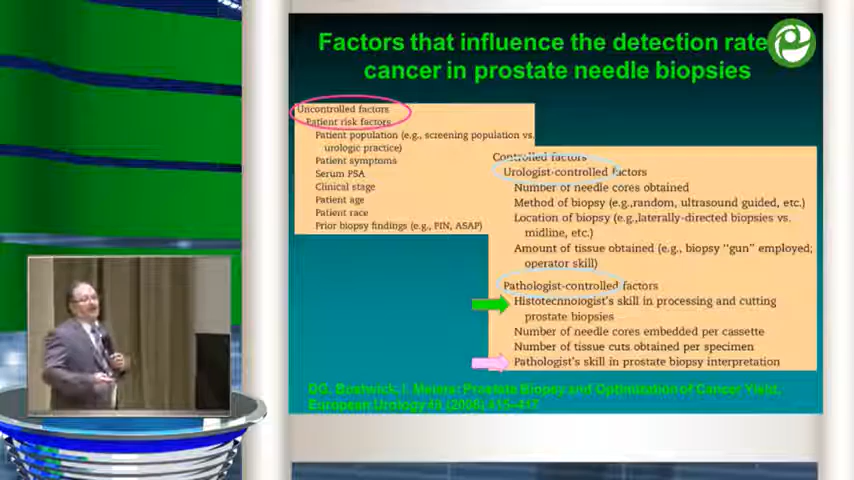 Factors that influence the detection rate
cancer in prostate needle biopsies
Uncontrolled factors
Patient risk factors
Patient population (e.g., screening population vs.
urologic practice)
Patient symptoms
Serum PSA
Clinical stage
Patient age
Patient race
Prior biopsy findings (e.g., PIN, ASAP)
Controlled factors
Urologist-controlled factors
Number of needle cores obtained
Method of biopsy (e.g.,random, ultrasound guided, etc.)
Location of biopsy (e.g.,laterally-directed biopsies vs.
midline, etc.)
Amount of tissue obtained (e.g., biopsy "gun" employed;
operator skill)
Pathologist-controlled factors
Histotechnologist's skill in processing and cutting
prostate biopsies
Number of needle cores embedded per cassette
Number of tissue cuts obtained per specimen
Pathologist's skill in prostate biopsy interpretation
DG. Bostwick, I. Meiers: Prostate Biopsy and Optimization of Cancer Yield,
European Urology 49 (2006) 415–417